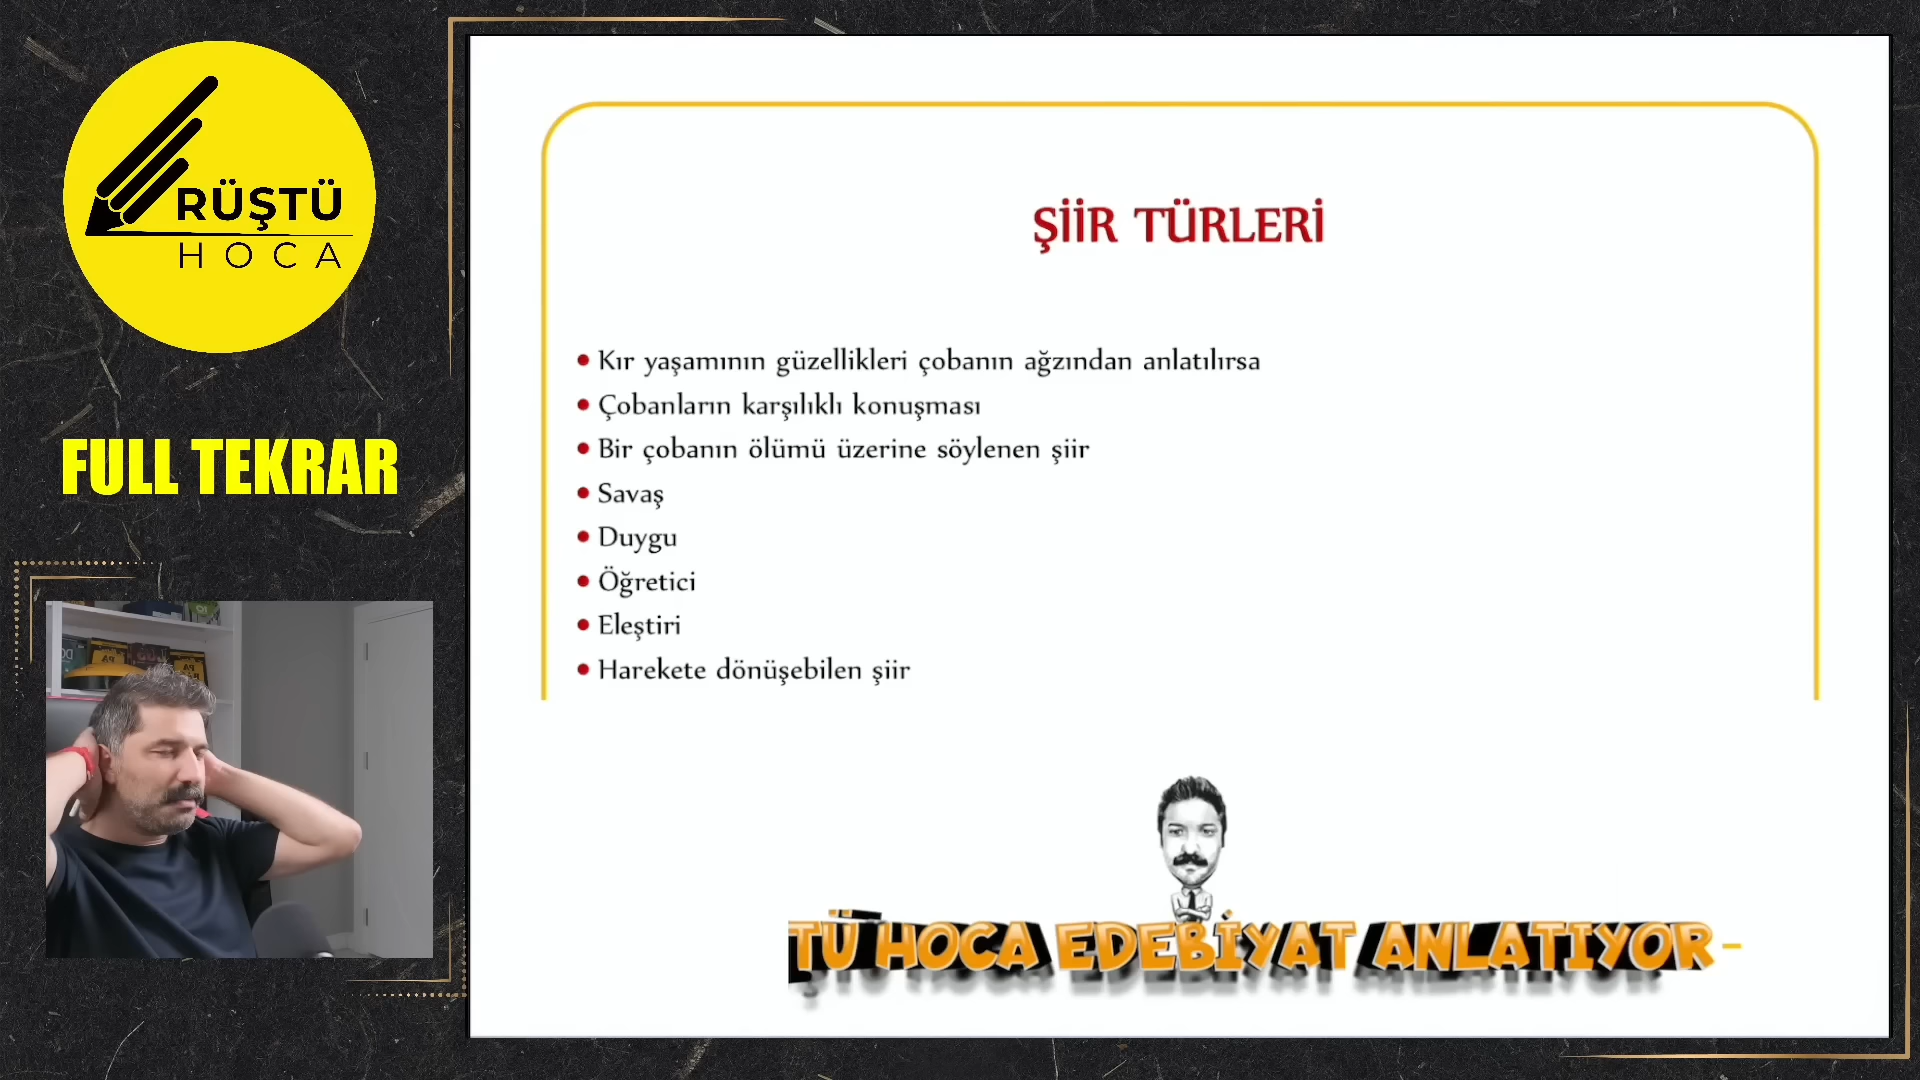 RÜŞTÜ
HOCA
FULL TEKRAR
ŞİİR TÜRLERİ
• Kır yaşamının güzellikleri çobanın ağzından anlatılırsa
• Çobanların karşılıklı konuşması
• Bir çobanın ölümü üzerine söylenen şiir
• Savaş
• Duygu
• Öğretici
• Eleştiri
• Harekete dönüşebilen şiir
TÜ HOCA EDEBİYAT ANLATIYOR-